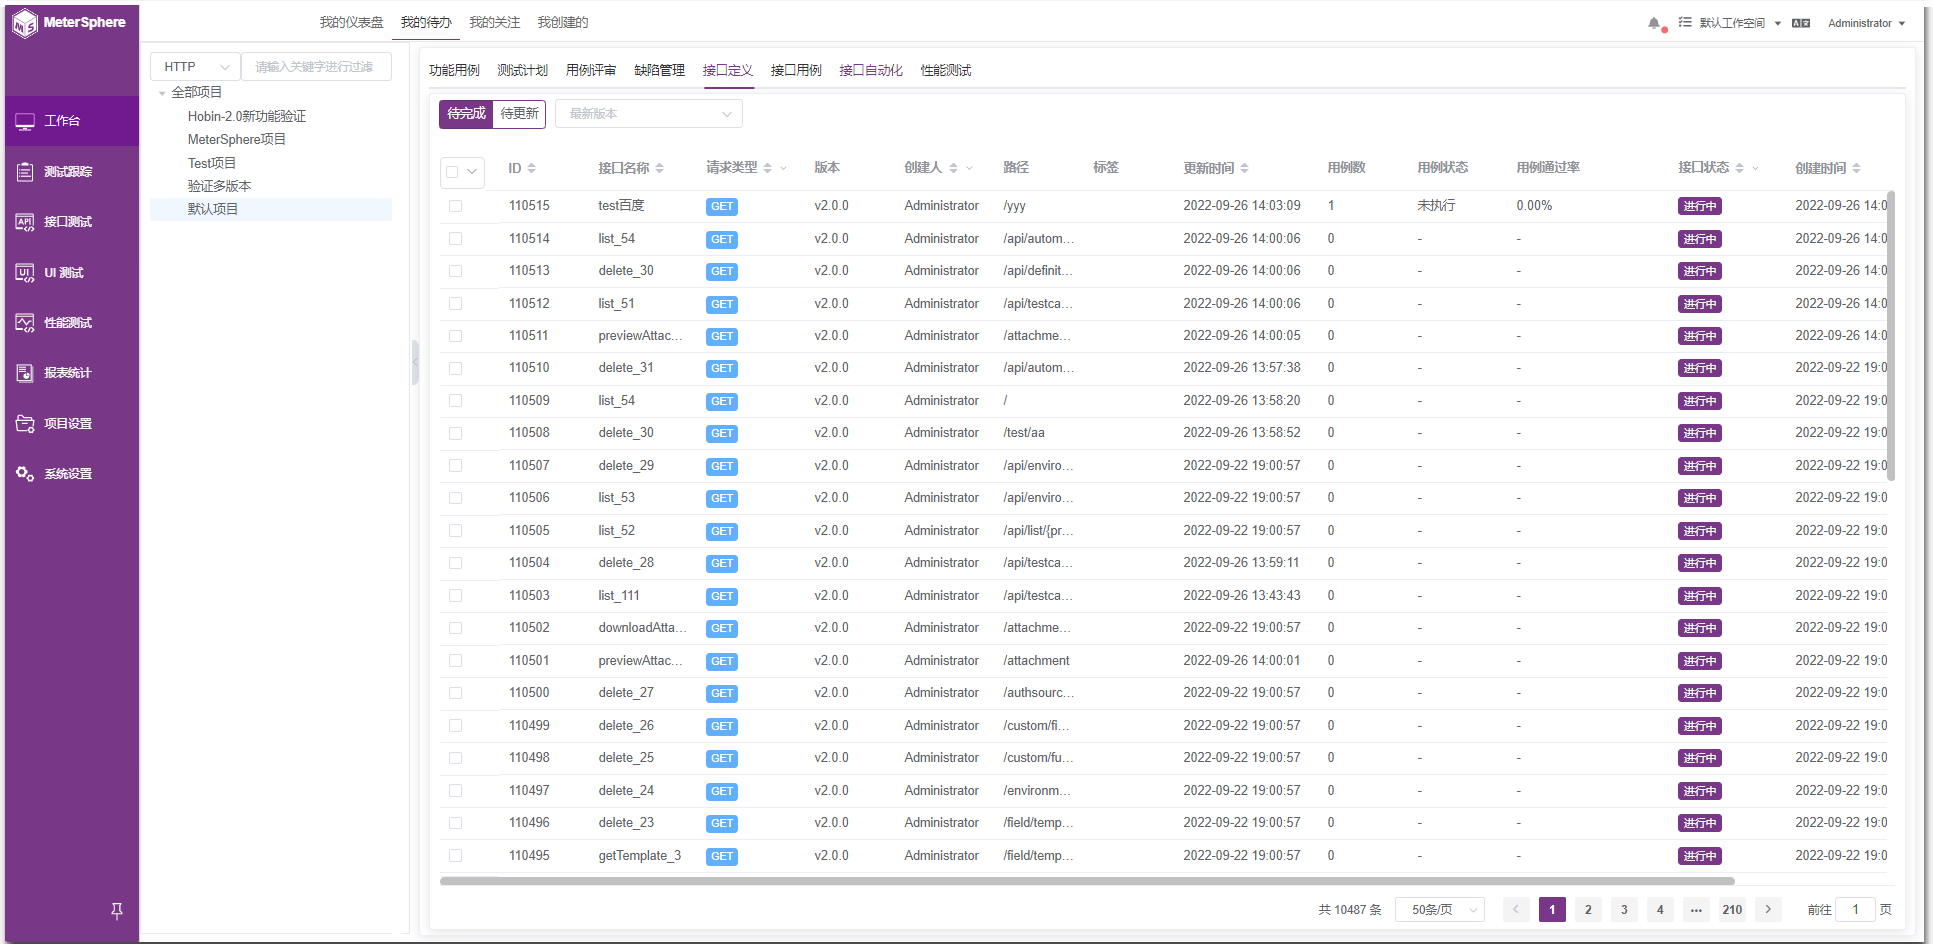 MeterSphere
我的仪表盘 我的待办 我的关注 我创建的
默认工作空间 Administrator
工作台
测试跟踪
接口测试
UI 测试
性能测试
报表统计
项目设置
系统设置
HTTP 请输入关键字进行过滤
全部项目
Hobin-2.0新功能验证
MeterSphere项目
Test项目
验证多版本
默认项目
功能用例 测试计划 用例评审 缺陷管理 接口定义 接口用例 接口自动化 性能测试
待完成 待更新 最新版本
ID 接口名称 请求类型 版本 创建人 路径 标签 更新时间 用例数 用例状态 用例通过率 接口状态 创建时间
110515 test百度 GET v2.0.0 Administrator /yyy 2022-09-26 14:03:09 1 未执行 0.00% 进行中 2022-09-26 14:0
110514 list_54 GET v2.0.0 Administrator /api/autom... 2022-09-26 14:00:06 0 - - 进行中 2022-09-26 14:0
110513 delete_30 GET v2.0.0 Administrator /api/definit... 2022-09-26 14:00:06 0 - - 进行中 2022-09-26 14:0
110512 list_51 GET v2.0.0 Administrator /api/testca... 2022-09-26 14:00:06 0 - - 进行中 2022-09-26 14:0
110511 previewAttac... GET v2.0.0 Administrator /attachme... 2022-09-26 14:00:05 0 - - 进行中 2022-09-26 14:0
110510 delete_31 GET v2.0.0 Administrator /api/autom... 2022-09-26 13:57:38 0 - - 进行中 2022-09-22 19:0
110509 list_54 GET v2.0.0 Administrator / 2022-09-26 13:58:20 0 - - 进行中 2022-09-22 19:0
110508 delete_30 GET v2.0.0 Administrator /test/aa 2022-09-26 13:58:52 0 - - 进行中 2022-09-22 19:0
110507 delete_29 GET v2.0.0 Administrator /api/enviro... 2022-09-22 19:00:57 0 - - 进行中 2022-09-22 19:0
110506 list_53 GET v2.0.0 Administrator /api/enviro... 2022-09-22 19:00:57 0 - - 进行中 2022-09-22 19:0
110505 list_52 GET v2.0.0 Administrator /api/list/{pr... 2022-09-22 19:00:57 0 - - 进行中 2022-09-22 19:0
110504 delete_28 GET v2.0.0 Administrator /api/testca... 2022-09-26 13:59:11 0 - - 进行中 2022-09-22 19:0
110503 list_111 GET v2.0.0 Administrator /api/testca... 2022-09-26 13:43:43 0 - - 进行中 2022-09-22 19:0
110502 downloadAtta... GET v2.0.0 Administrator /attachme... 2022-09-22 19:00:57 0 - - 进行中 2022-09-22 19:0
110501 previewAttac... GET v2.0.0 Administrator /attachment 2022-09-26 14:00:01 0 - - 进行中 2022-09-22 19:0
110500 delete_27 GET v2.0.0 Administrator /authsourc... 2022-09-22 19:00:57 0 - - 进行中 2022-09-22 19:0
110499 delete_26 GET v2.0.0 Administrator /custom/fi... 2022-09-22 19:00:57 0 - - 进行中 2022-09-22 19:0
110498 delete_25 GET v2.0.0 Administrator /custom/fu... 2022-09-22 19:00:57 0 - - 进行中 2022-09-22 19:0
110497 delete_24 GET v2.0.0 Administrator /environm... 2022-09-22 19:00:57 0 - - 进行中 2022-09-22 19:0
110496 delete_23 GET v2.0.0 Administrator /field/temp... 2022-09-22 19:00:57 0 - - 进行中 2022-09-22 19:0
110495 getTemplate_3 GET v2.0.0 Administrator /field/temp... 2022-09-22 19:00:57 0 - - 进行中 2022-09-22 19:0
共 10487 条 50条/页 1 2 3 4 ... 210 前往 1 页